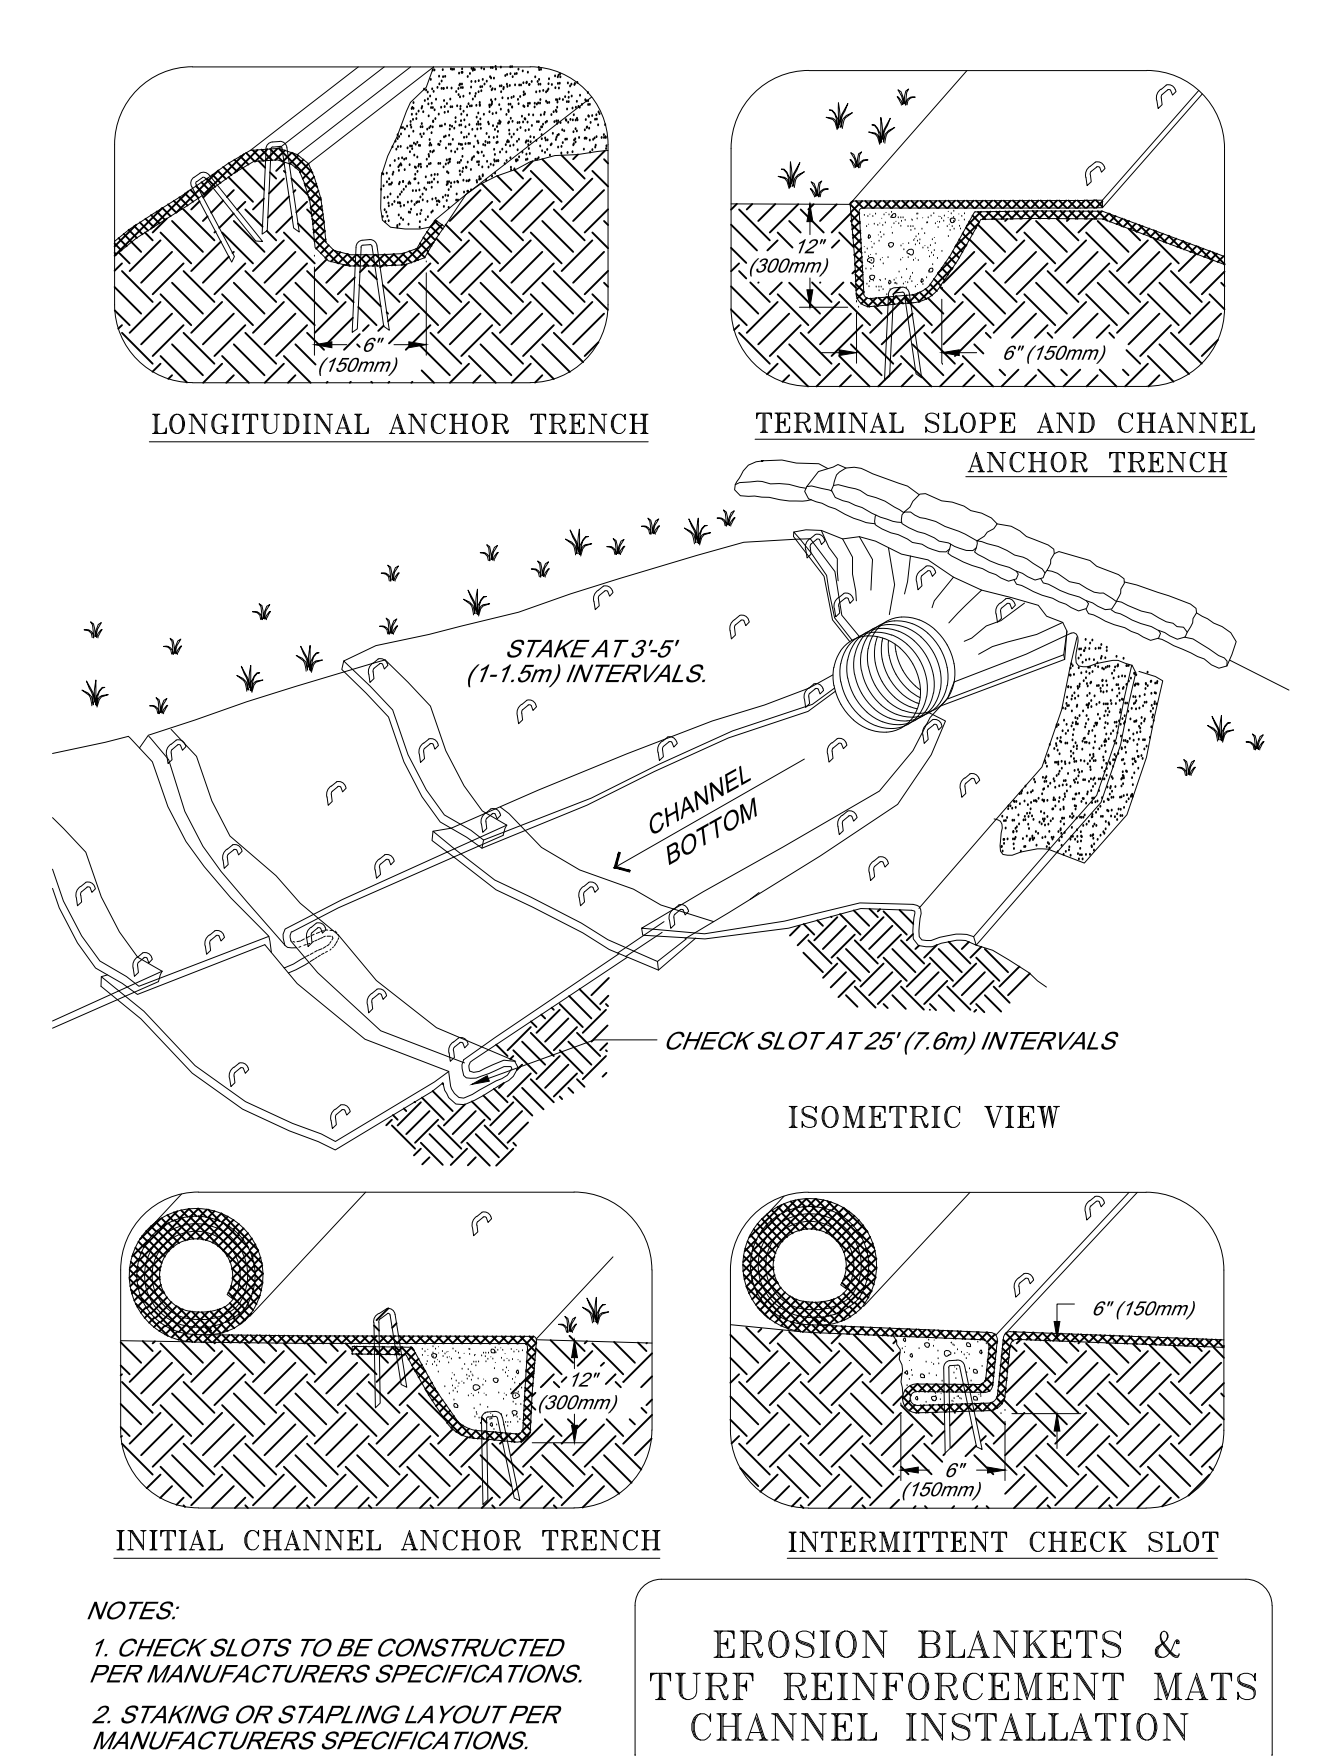 6"
(150mm)
12"
(300mm)
6" (150mm)
LONGITUDINAL ANCHOR TRENCH
TERMINAL SLOPE AND CHANNEL
ANCHOR TRENCH
STAKE AT 3'-5'
(1-1.5m) INTERVALS.
CHANNEL
BOTTOM
CHECK SLOT AT 25' (7.6m) INTERVALS
ISOMETRIC VIEW
12"
(300mm)
6" (150mm)
6"
(150mm)
INITIAL CHANNEL ANCHOR TRENCH
INTERMITTENT CHECK SLOT
NOTES:
1. CHECK SLOTS TO BE CONSTRUCTED
PER MANUFACTURERS SPECIFICATIONS.
2. STAKING OR STAPLING LAYOUT PER
MANUFACTURERS SPECIFICATIONS.
EROSION BLANKETS &
TURF REINFORCEMENT MATS
CHANNEL INSTALLATION